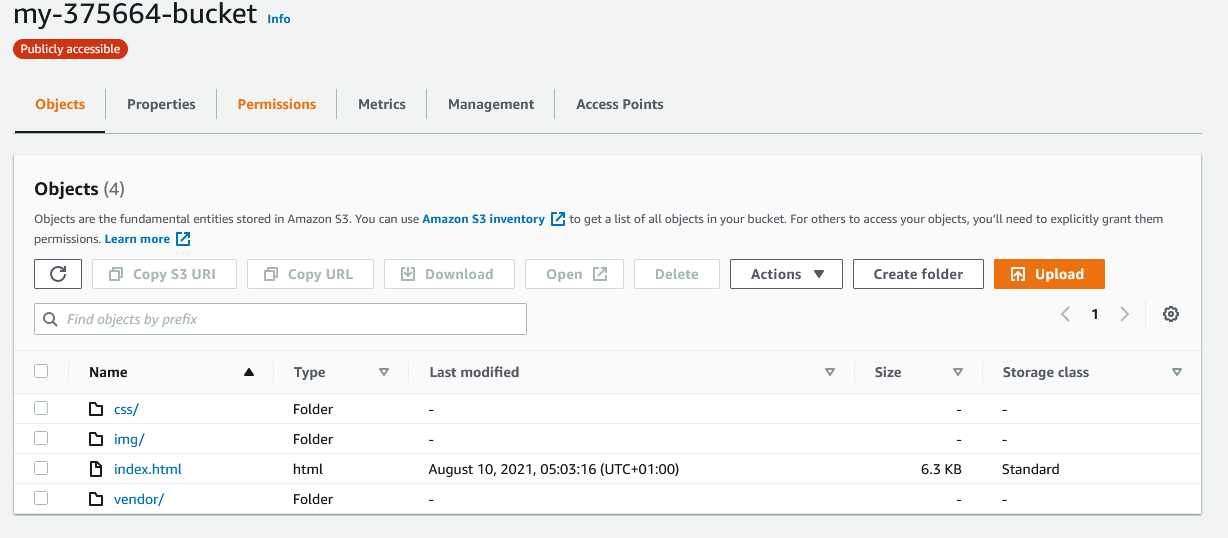 my-375664-bucket Info
Publicly accessible
Objects Properties Permissions Metrics Management Access Points
Objects (4)
Objects are the fundamental entities stored in Amazon S3. You can use Amazon S3 inventory to get a list of all objects in your bucket. For others to access your objects, you'll need to explicitly grant them
permissions. Learn more
Copy S3 URI Copy URL Download Open Delete Actions Create folder Upload
Find objects by prefix 1
Name Type Last modified Size Storage class
css/ Folder - - -
img/ Folder - - -
index.html html August 10, 2021, 05:03:16 (UTC+01:00) 6.3 KB Standard
vendor/ Folder - - -